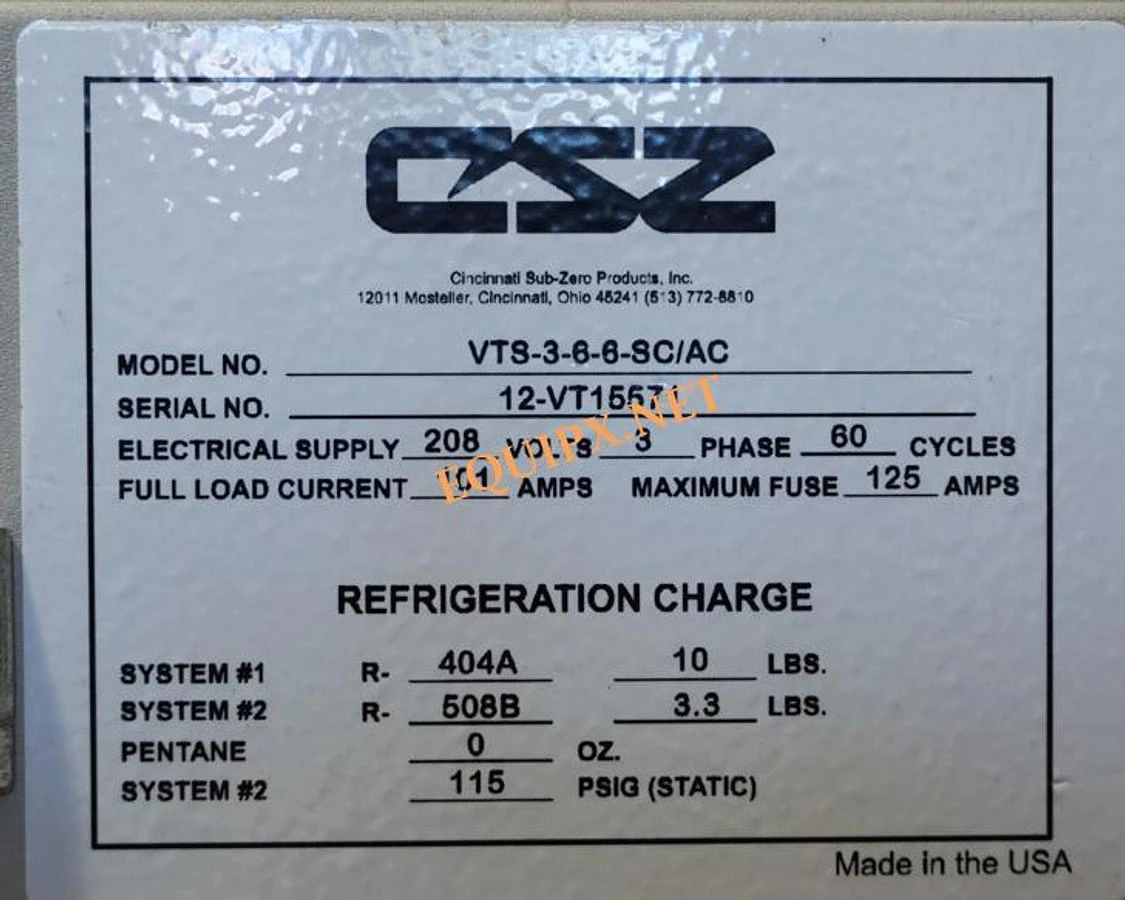 CSZ
Cincinnati Sub-Zero Products, Inc.
12011 Mosteller, Cincinnati, Ohio 45241 (513) 772-8810
MODEL NO. VTS-3-6-6-SC/AC
SERIAL NO.
ELECTRICAL SUPPLY 208 VOLTS 3 PHASE 60 CYCLES
FULL LOAD CURRENT 101 AMPS MAXIMUM FUSE 125 AMPS
EQUIPX.NET
REFRIGERATION CHARGE
SYSTEM #1 R- 404A 10 LBS.
SYSTEM #2 R- 508B 3.3 LBS.
PENTANE 0 OZ.
SYSTEM #2 115 PSIG (STATIC)
Made in the USA